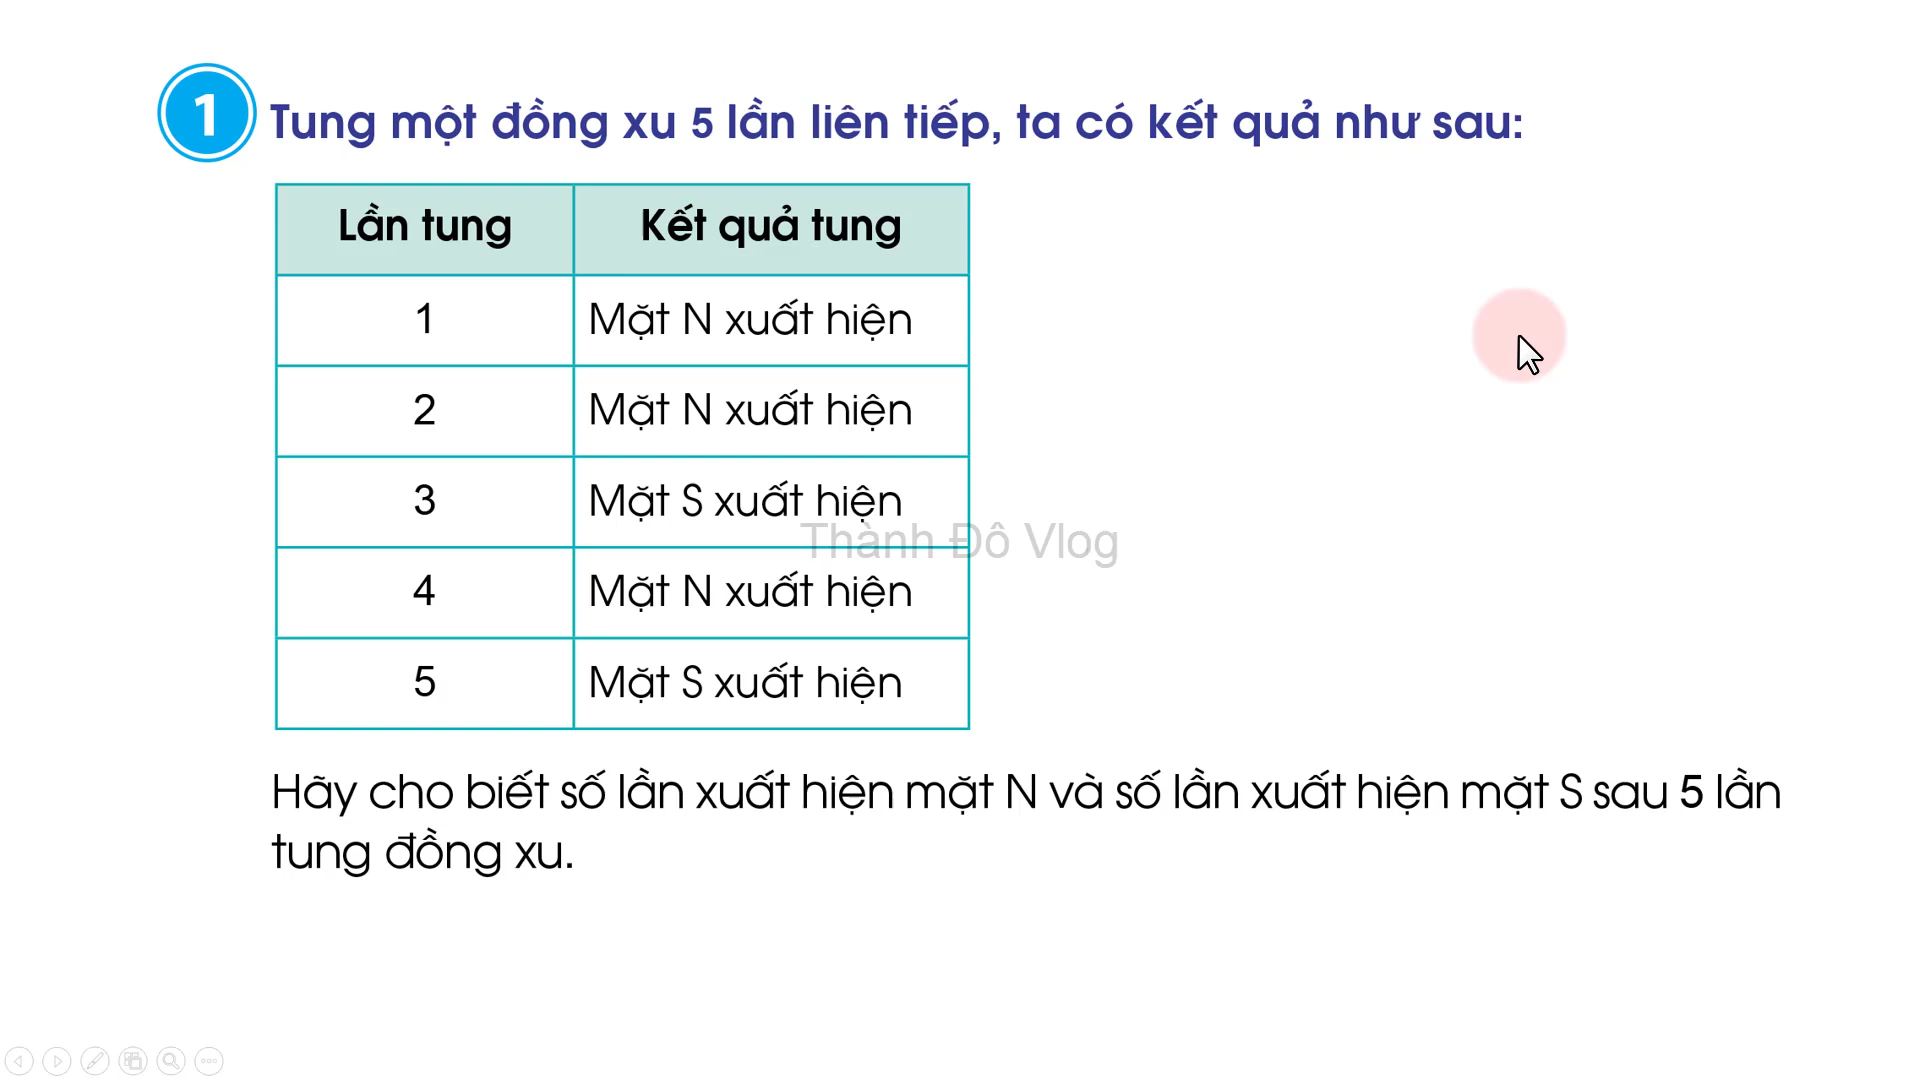 1 Tung một đồng xu 5 lần liên tiếp, ta có kết quả như sau:
Lần tung Kết quả tung
1 Mặt N xuất hiện
2 Mặt N xuất hiện
3 Mặt S xuất hiện
Thành Đô Vlog
4 Mặt N xuất hiện
5 Mặt S xuất hiện
Hãy cho biết số lần xuất hiện mặt N và số lần xuất hiện mặt S sau 5 lần
tung đồng xu.